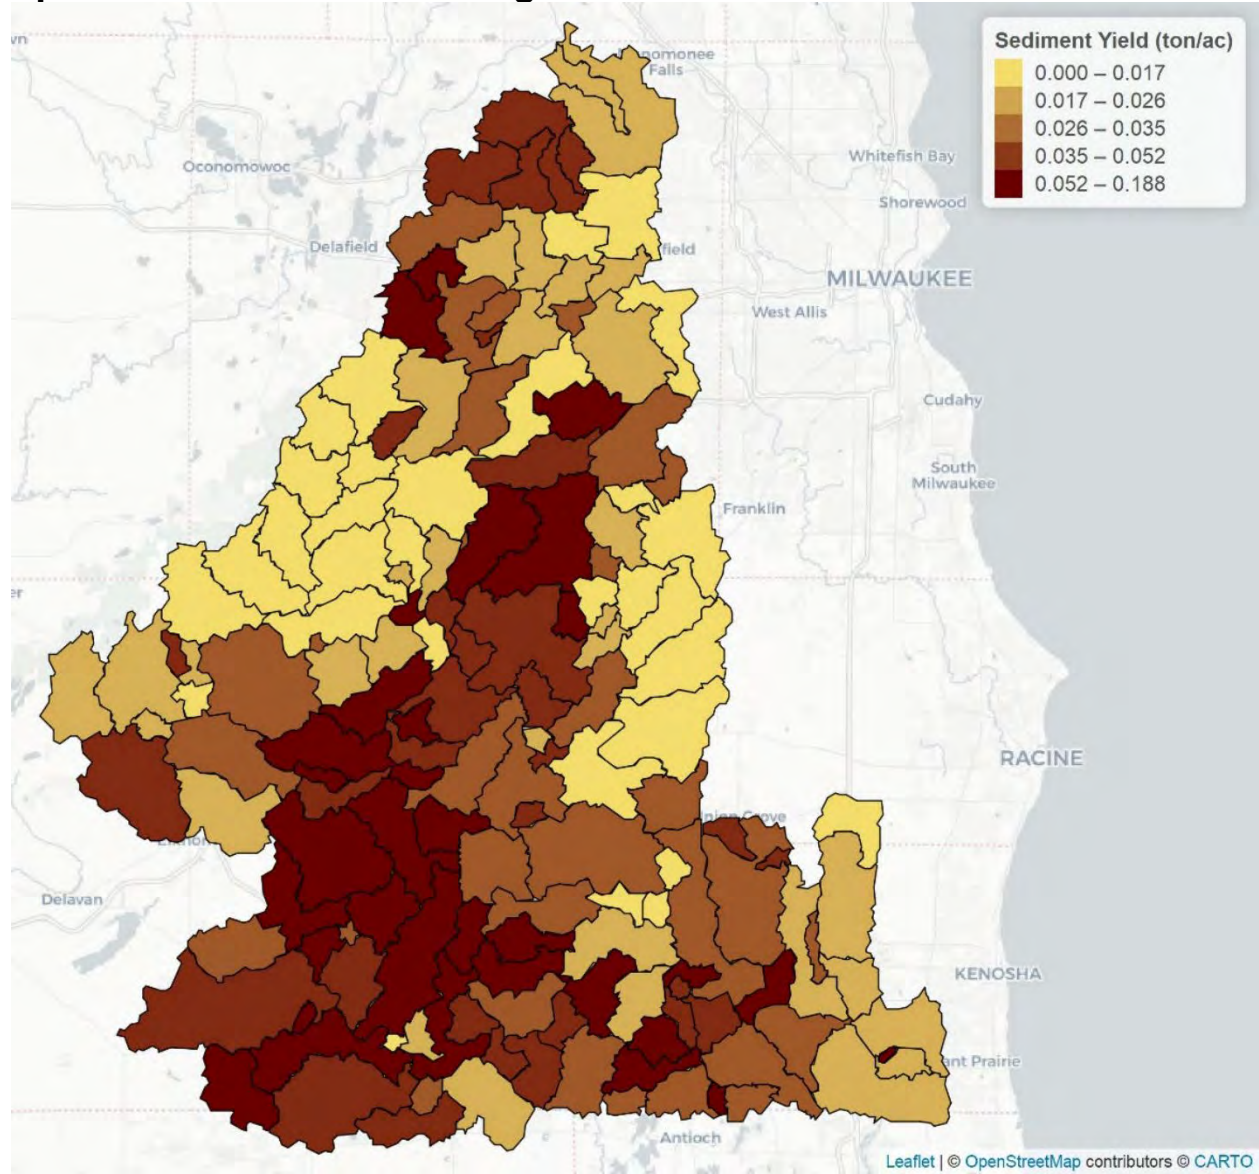 Sediment Yield (ton/ac)
0.000 – 0.017
0.017 – 0.026
0.026 – 0.035
0.035 – 0.052
0.052 – 0.188
Falls
Whitefish Bay
Oconomowoc
Shorewood
Delafield
field
MILWAUKEE
West Allis
Cudahy
South
Milwaukee
Franklin
RACINE
Delavan
KENOSHA
ant Prairie
Antioch
Leaflet | © OpenStreetMap contributors © CARTO